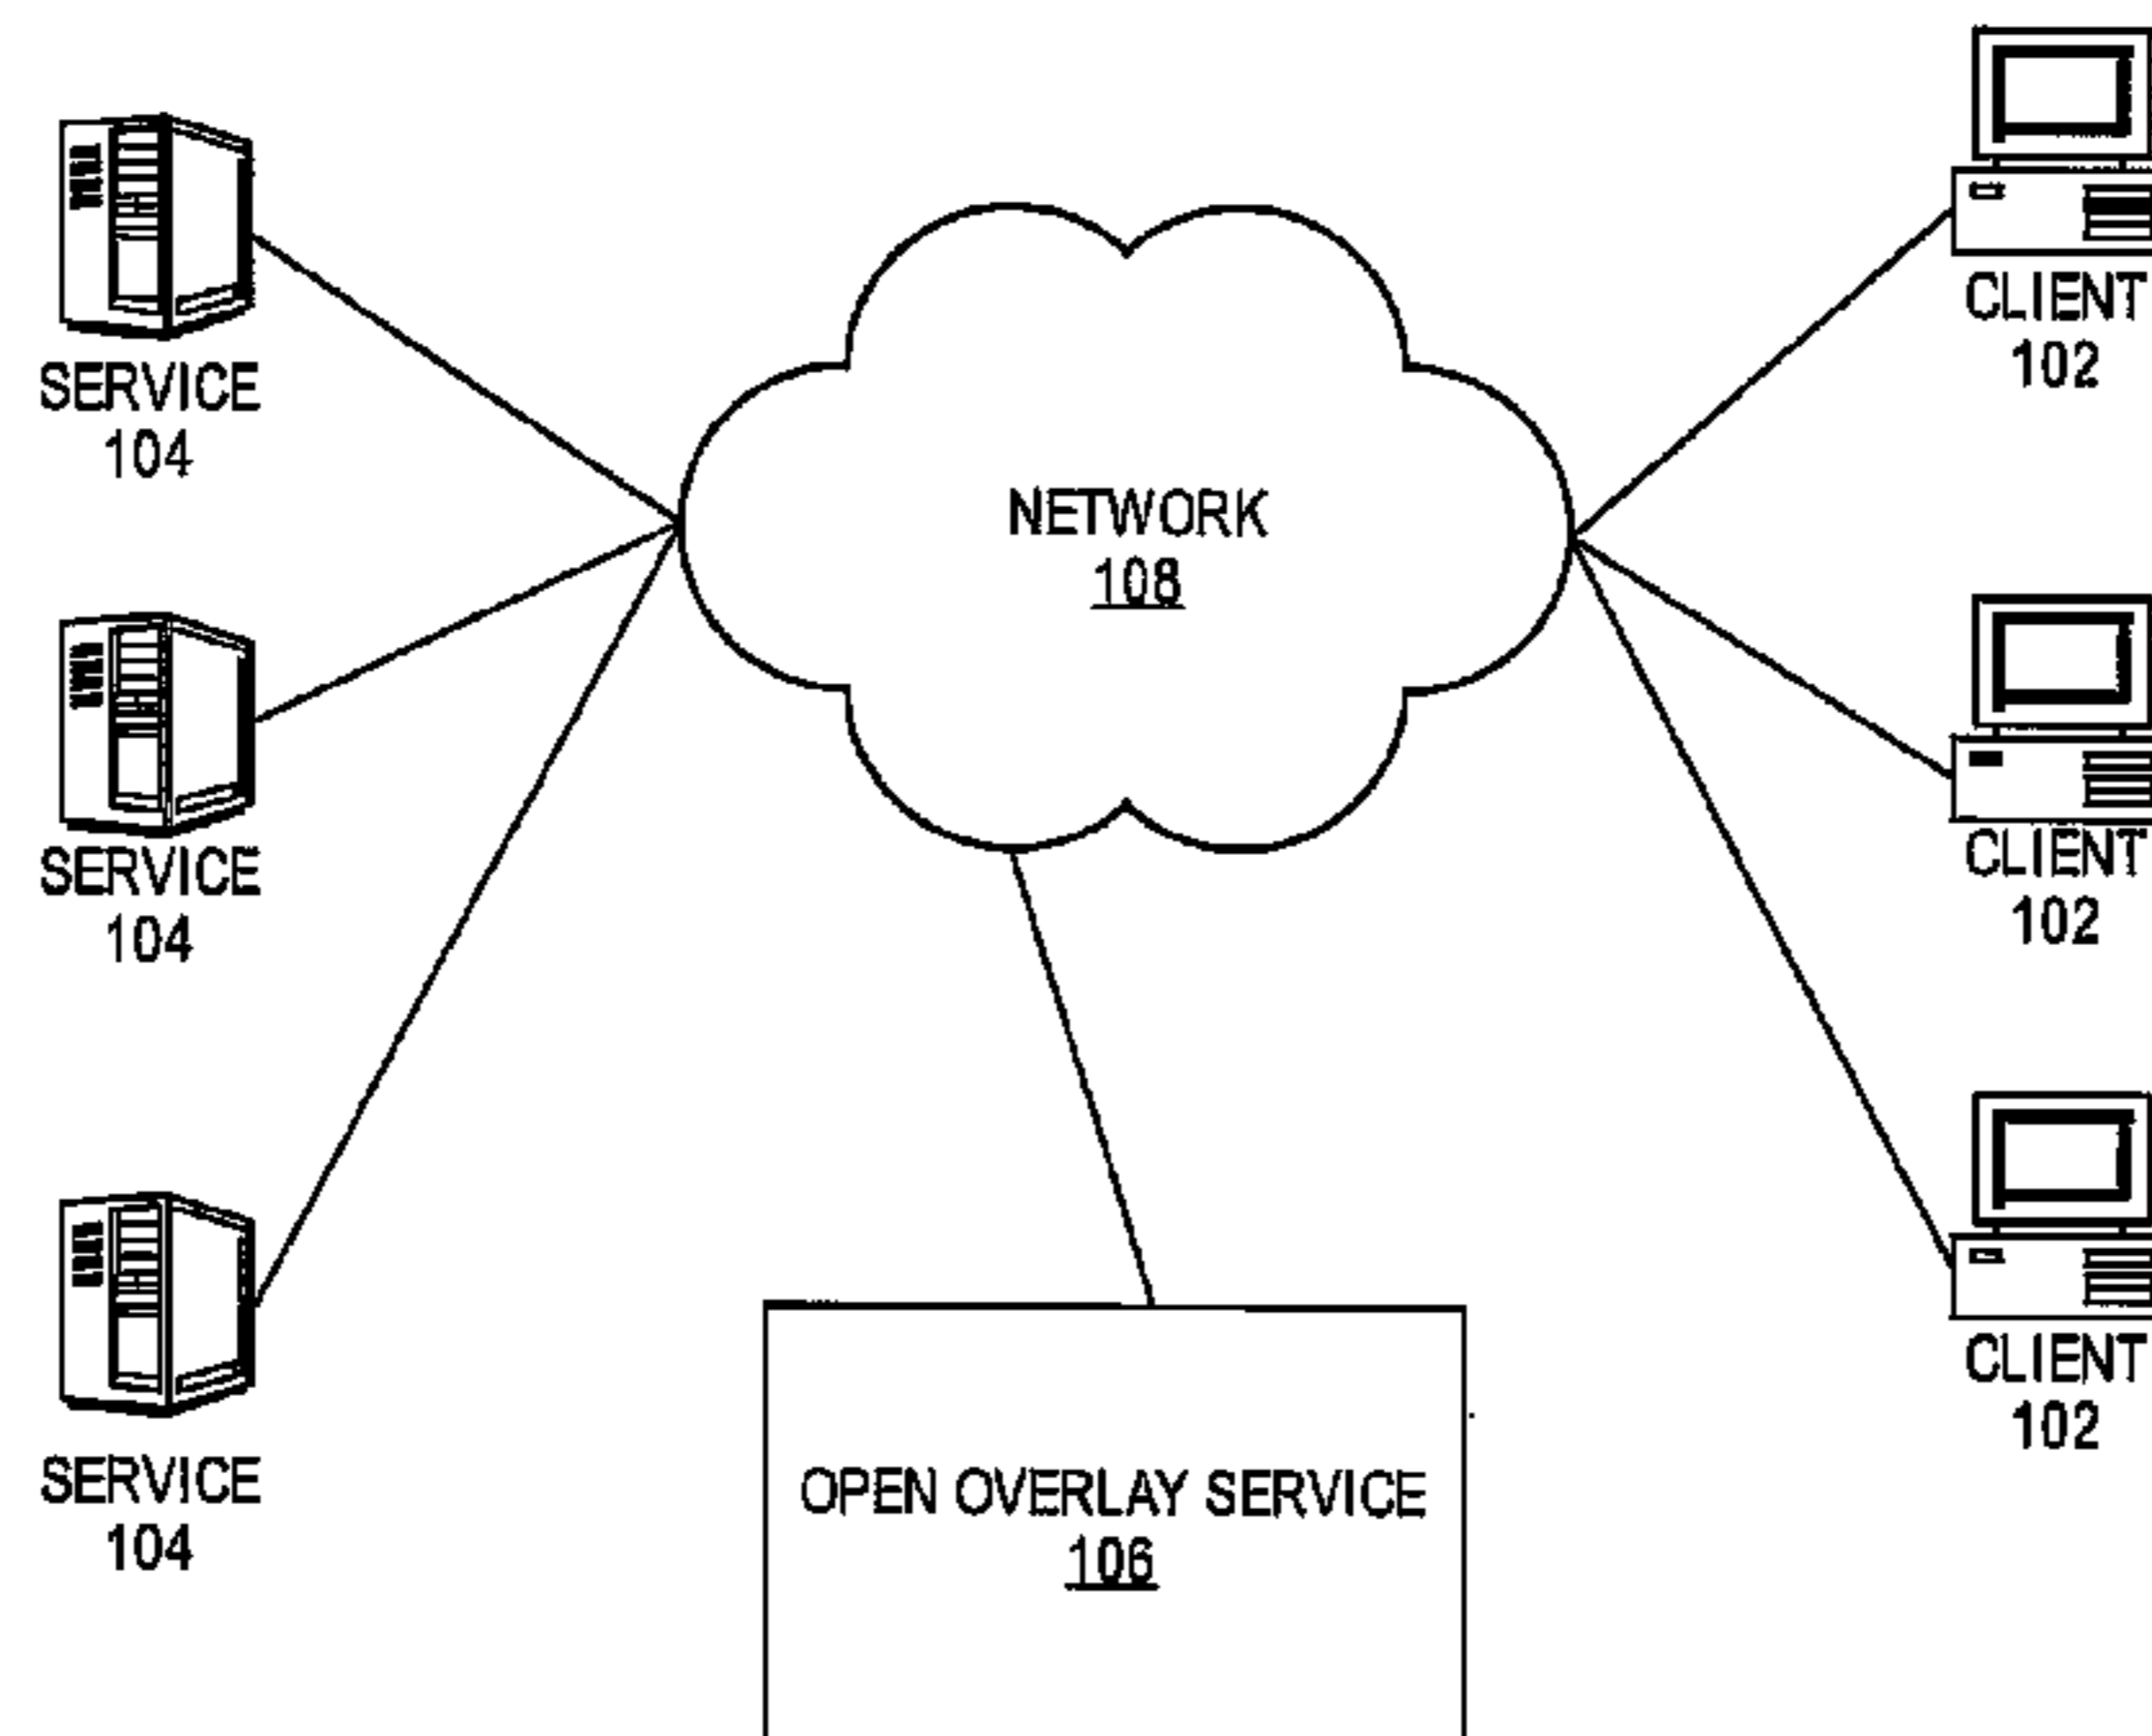 SERVICE
104
SERVICE
104
SERVICE
104
NETWORK
108
OPEN OVERLAY SERVICE
106
CLIENT
102
CLIENT
102
CLIENT
102